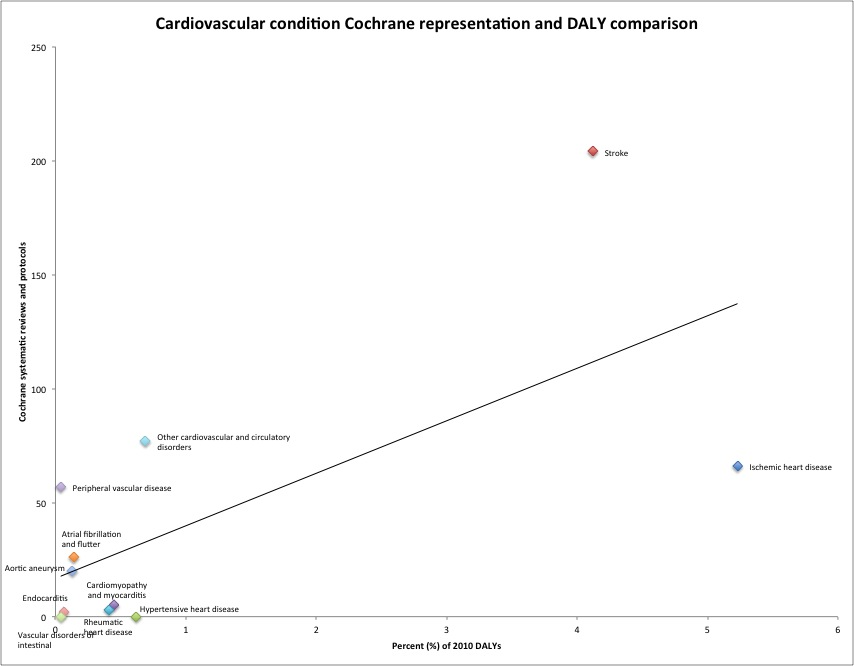 Cardiovascular condition Cochrane representation and DALY comparison
250
200
150
100
50
0
Cochrane systematic reviews and protocols
Stroke
Other cardiovascular and circulatory
disorders
Ischemic heart disease
Peripheral vascular disease
Atrial fibrillation
and flutter
Aortic aneurysm
Cardiomyopathy
and myocarditis
Endocarditis
Hypertensive heart disease
Rheumatic
heart disease
Vascular disorders of
intestinal
0
1
2
3
4
5
6
Percent (%) of 2010 DALYs